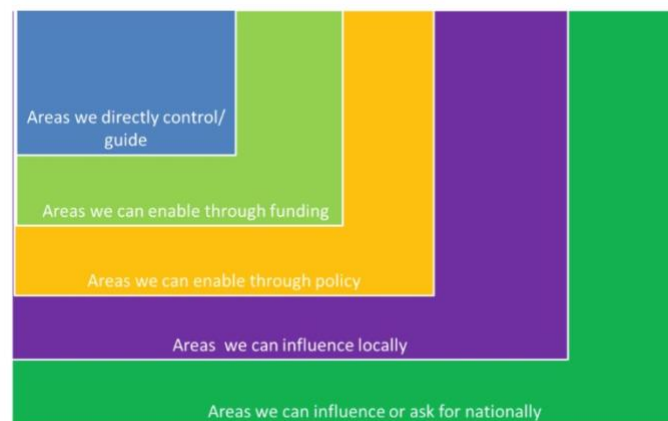 Areas we directly control/
guide
Areas we can enable through funding
Areas we can enable through policy
Areas  we can influence locally
Areas we can influence or ask for nationally